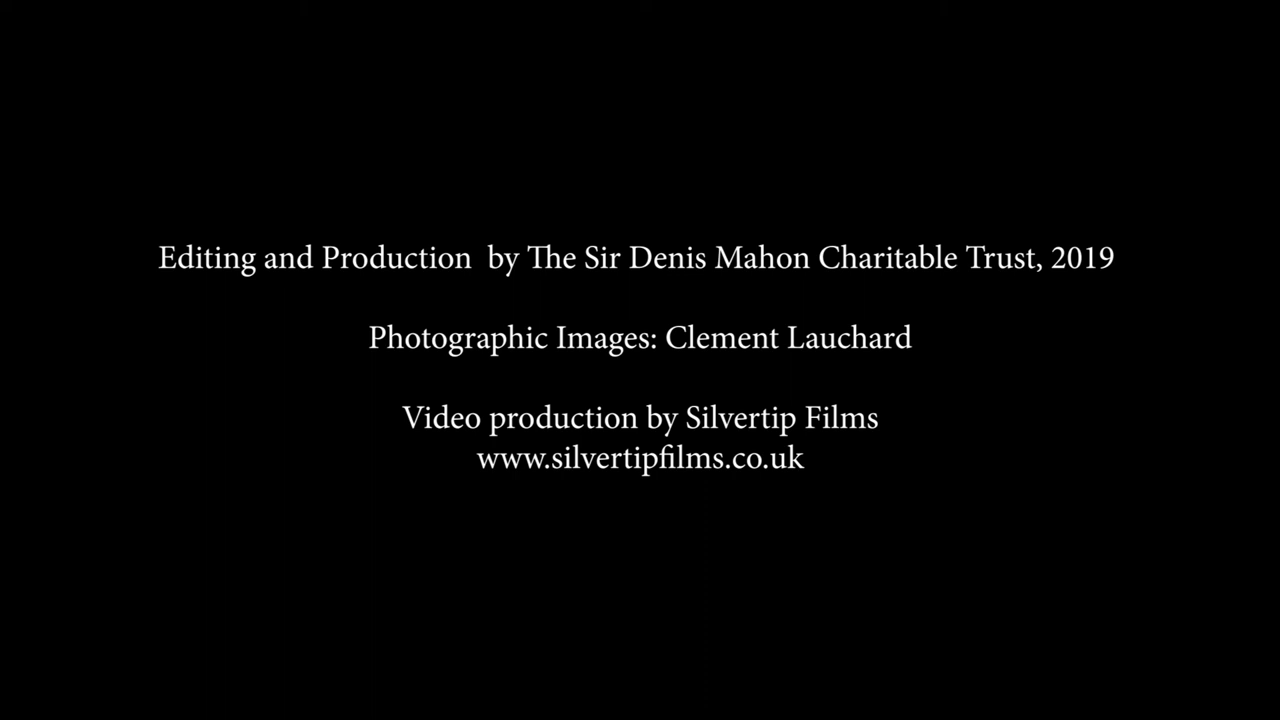 Editing and Production  by The Sir Denis Mahon Charitable Trust, 2019
Photographic Images: Clement Lauchard
Video production by Silvertip Films
www.silvertipfilms.co.uk